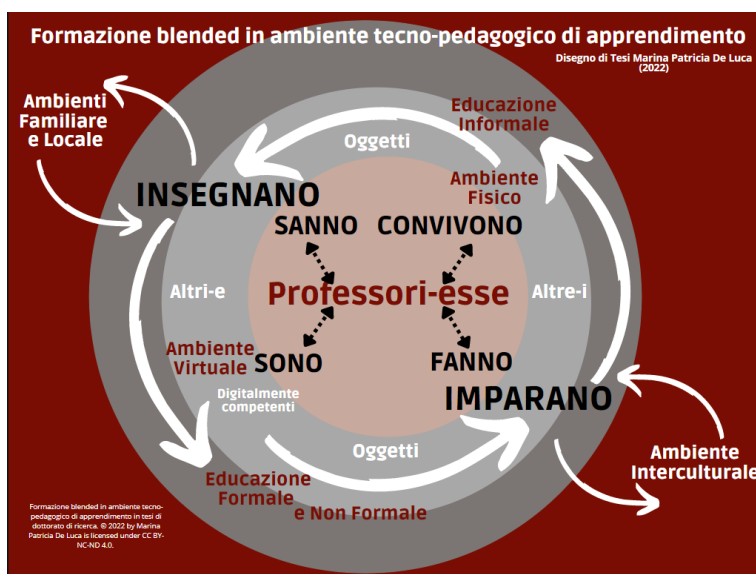 Formazione blended in ambiente tecno-pedagogico di apprendimento
Disegno di Tesi Marina Patricia De Luca
(2022)
Ambienti
Familiare
e Locale
Educazione
Informale
Oggetti
INSEGNANO
Ambiente
Fisico
SANNO
CONVIVONO
Altri-e
Professori-esse
Altre-i
Ambiente
Virtuale
SONO
FANNO
Digitalmente
competenti
IMPARANO
Oggetti
Ambiente
Interculturale
Educazione
Formale
e Non Formale
Formazione blended in ambiente tecno-
pedagogico di apprendimento in tesi di
dottorato di ricerca. © 2022 by Marina
Patricia De Luca is licensed under CC BY-
NC-ND 4.0.